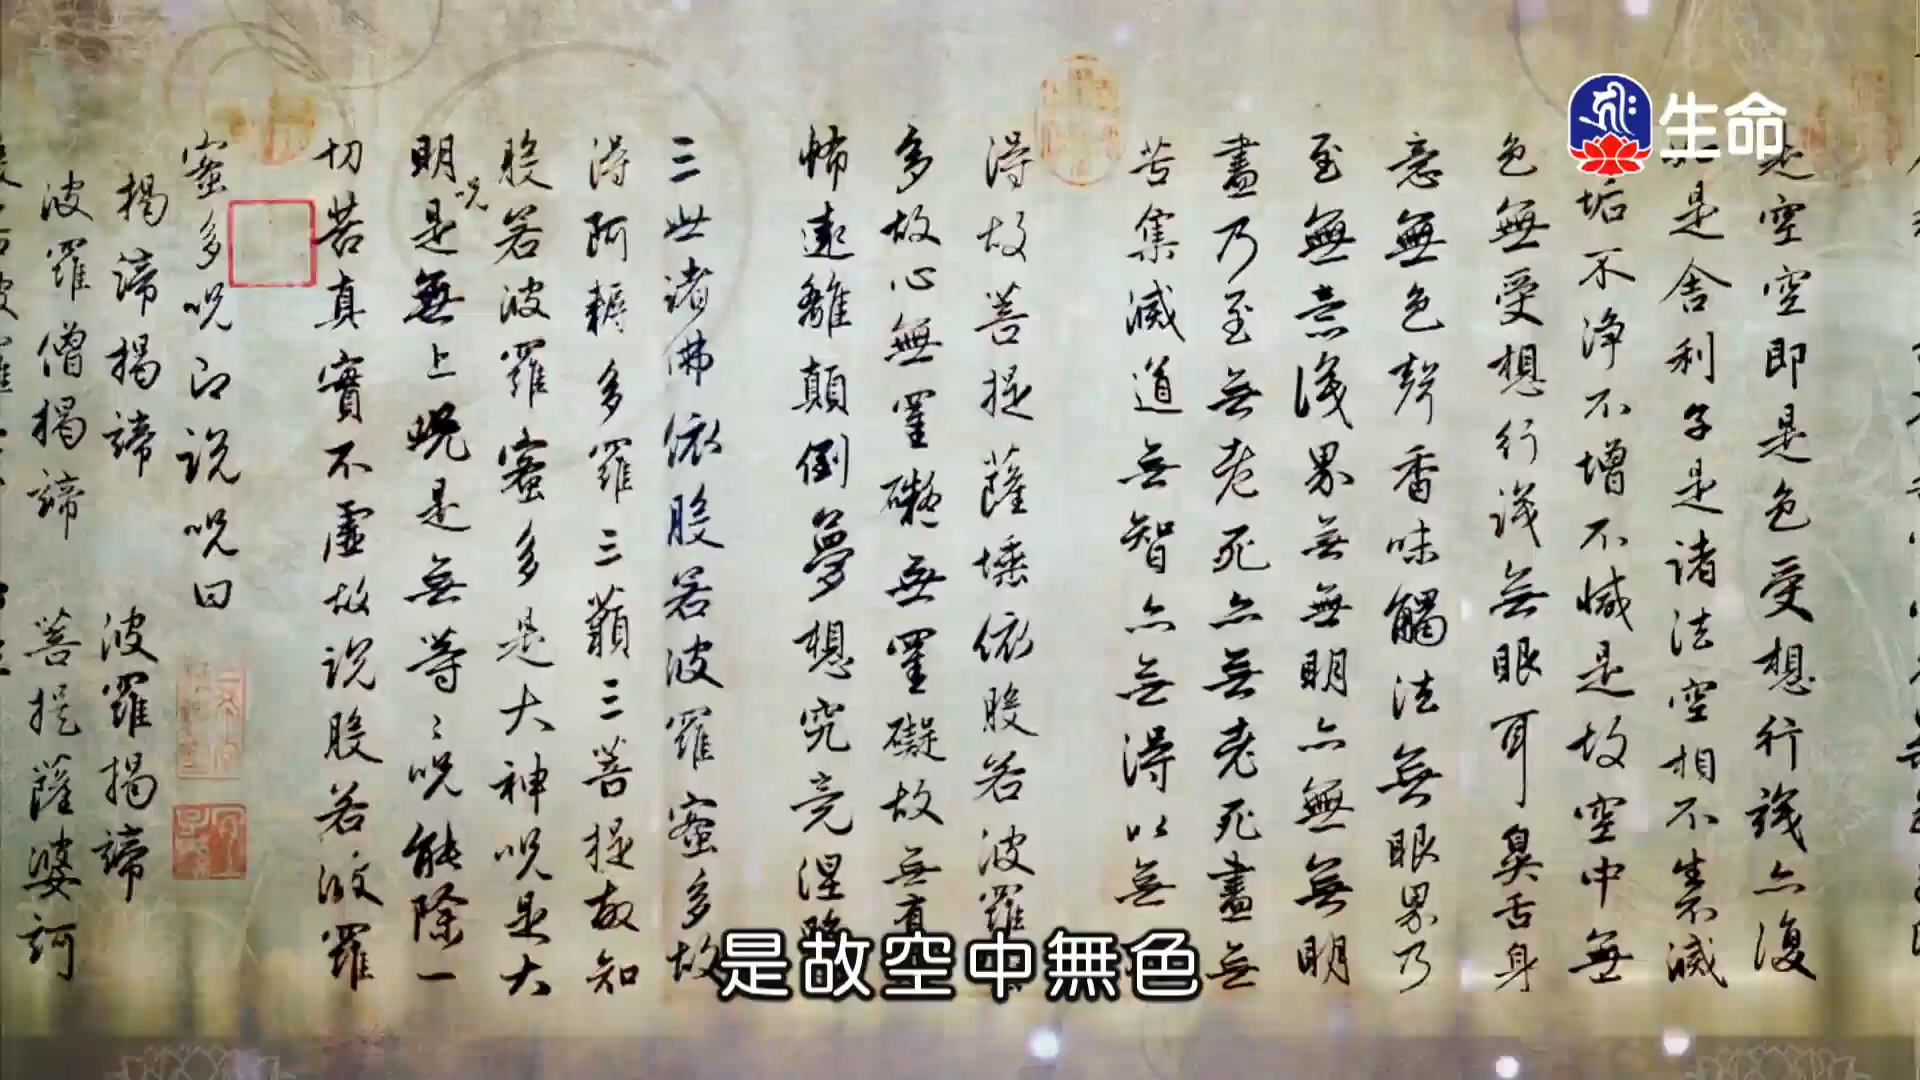 是空空即是色受想行識亦復
是舍利子是諸法空相不生不滅
垢不淨不增不減是故空中無
色無受想行識無眼耳鼻舌身
意無色聲香味觸法無眼界乃
至無意識界無無明亦無無明
盡乃至無老死亦無老死盡無
苦集滅道無智亦無得以無
得故菩提薩埵依般若波羅
多故心無罣礙無罣礙故無有
怖遠離顛倒夢想究竟涅
三世諸佛依般若波羅蜜多故
得阿耨多羅三藐三菩提故知
般若波羅蜜多是大神呪是大
明呪是無上呪是無等〻呪能除一
切苦真實不虛故說般若波羅
蜜多呪即說呪曰
揭諦揭諦 波羅揭諦
波羅僧揭諦 菩提薩婆訶
生命
是故空中無色